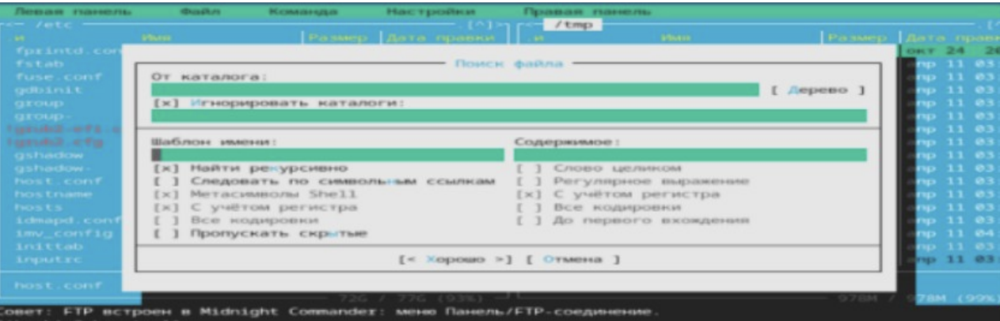 Левая панель Файл Команда Настройки Правая панель
<— /etc .[^]> <— /tmp .[^
.и Имя Размер Дата правки .и Имя Размер Дата правк
fprintd.con окт 24 20
fstab апр 11 03:
fuse.conf апр 11 03:
gdbinit апр 11 03:
group апр 11 03:
group- апр 11 03:
!grub2-efi.c апр 11 03:
!grub2.cfg апр 11 03:
gshadow апр 11 03:
gshadow- апр 11 03:
host.conf апр 11 03:
hostname апр 11 03:
hosts апр 11 03:
idmapd.conf апр 11 03:
imv_config апр 11 04:
inittab апр 11 03:
inputrc апр 11 03:
host.conf
72G / 77G (93%)
978M / 978M (99%)
Поиск файла
От каталога:
[ Дерево ]
[x] Игнорировать каталоги:
Шаблон имени: Содержимое:
[x] Найти рекурсивно [ ] Слово целиком
[ ] Следовать по символьным ссылкам [ ] Регулярное выражение
[x] Метасимволы Shell [x] С учётом регистра
[x] С учётом регистра [ ] Все кодировки
[ ] Все кодировки [ ] До первого вхождения
[ ] Пропускать скрытые
[< Хорошо >] [ Отмена ]
Совет: FTP встроен в Midnight Commander: меню Панель/FTP-соединение.